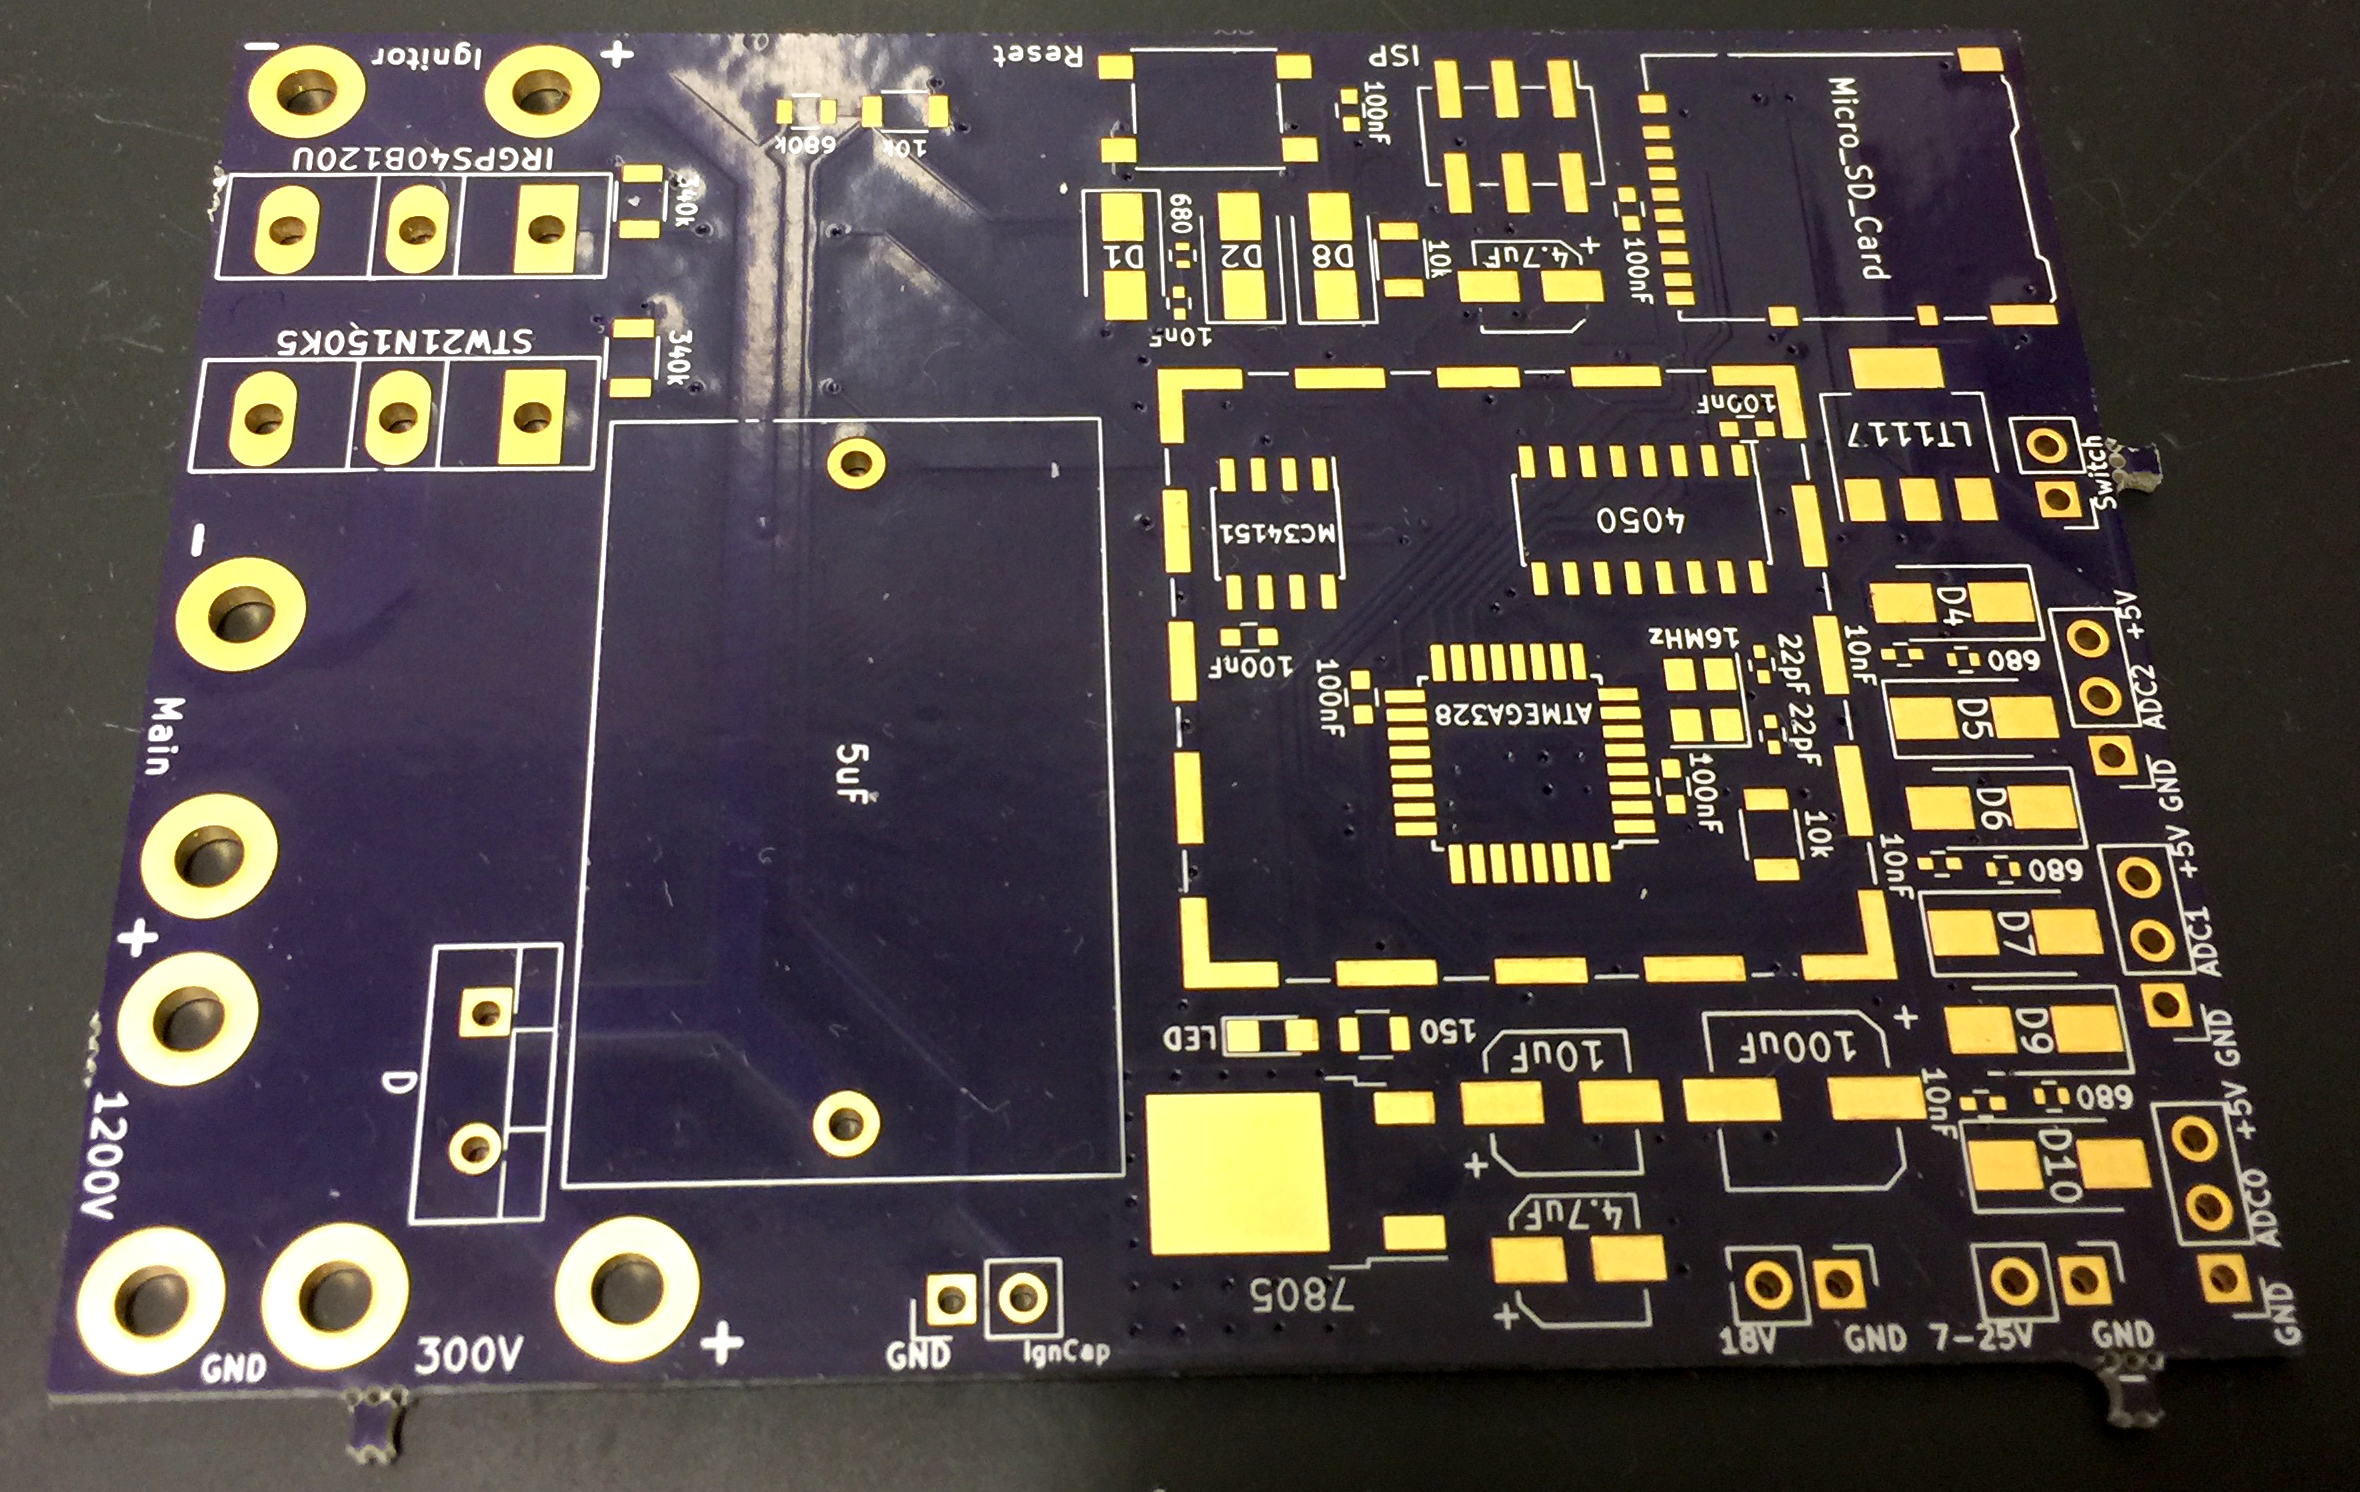 - Ignitor +
Reset
ISP
Micro_SD_Card
680k
10k
100nF
IRGPS40B120U
340k
D1
680
D2
D8
10k
4.7uF
+
100nF
10nF
STW21N150K5
340k
100nF
LT1117
Switch
MC34151
4050
-
Main
+
5uF
100nF
100nF
ATMEGA328
16MHz
22pF
22pF
100nF
10k
D4
10nF
680
D5
ADC2 +5V
GND
D6
10nF
680
D7
ADC1 +5V
GND
D9
10nF
680
D10
ADC0 +5V
GND
D
1200V
LED
150
10uF
+
100uF
+
4.7uF
+
7805
GND
300V
+
GND
IgnCap
18V
GND
7-25V
GND